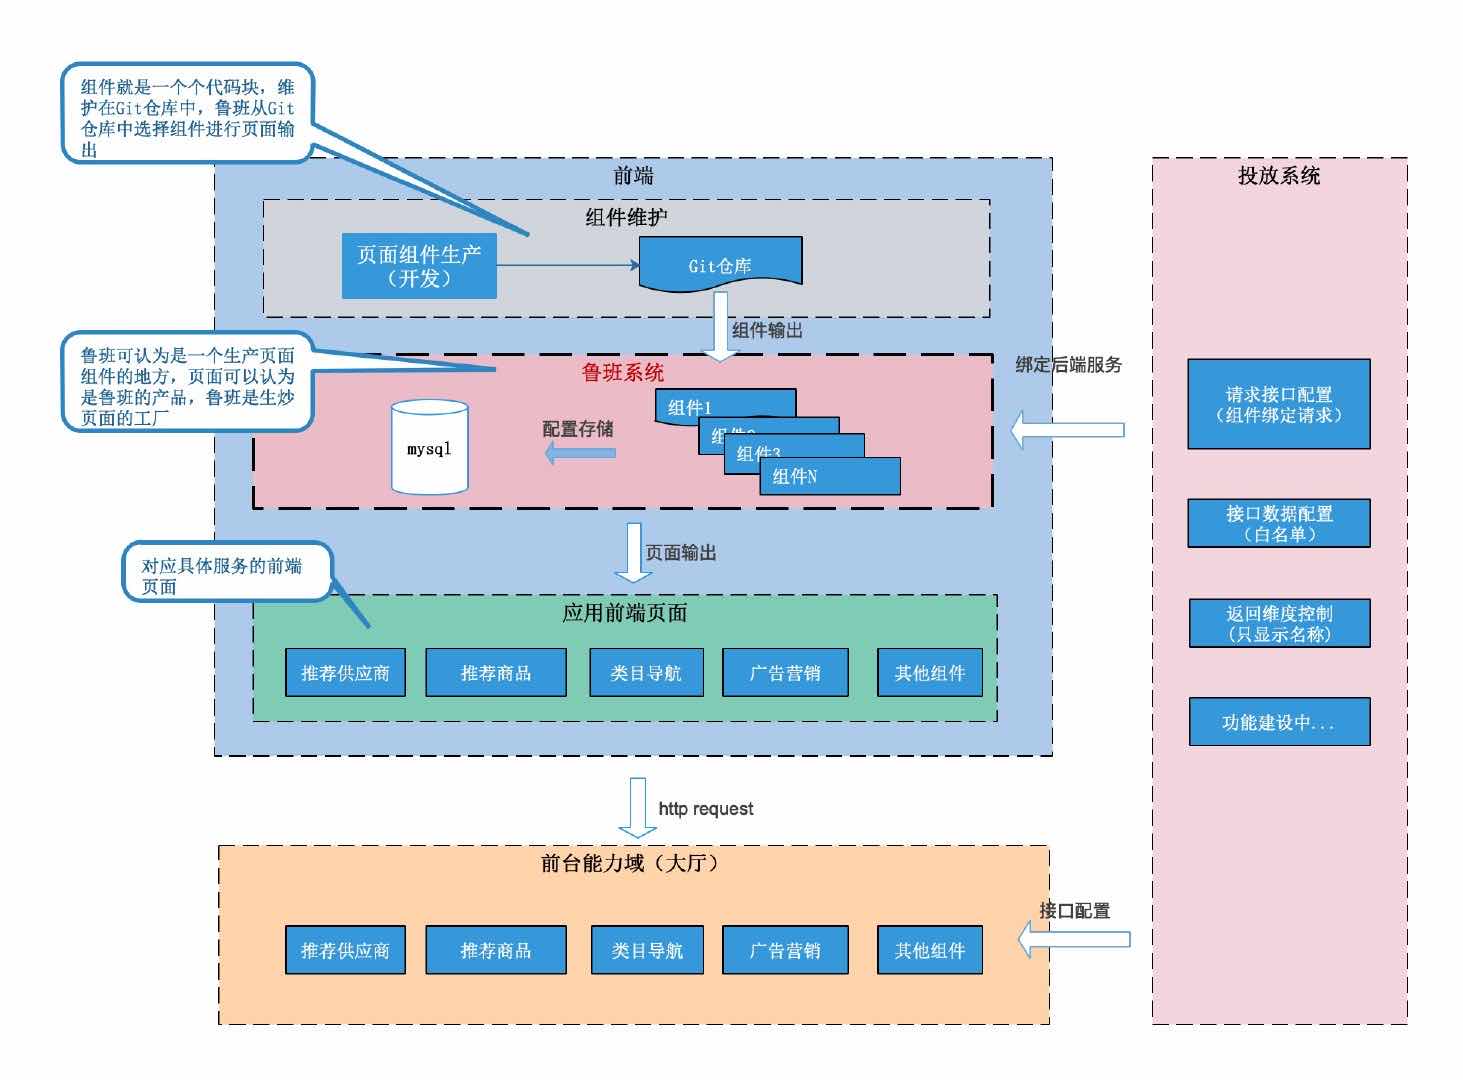 组件就是一个个代码块，维
护在Git仓库中，鲁班从Git
仓库中选择组件进行页面输
出
前端
投放系统
组件维护
页面组件生产
（开发）
Git仓库
组件输出
鲁班可认为是一个生产页面
组件的地方，页面可以认为
是鲁班的产品，鲁班是生炒
页面的工厂
鲁班系统
绑定后端服务
请求接口配置
（组件绑定请求）
组件1
配置存储
mysql
组件3
组件N
接口数据配置
（白名单）
页面输出
对应具体服务的前端
页面
应用前端页面
返回维度控制
(只显示名称)
推荐供应商
推荐商品
类目导航
广告营销
其他组件
功能建设中...
http request
前台能力域（大厅）
接口配置
推荐供应商
推荐商品
类目导航
广告营销
其他组件